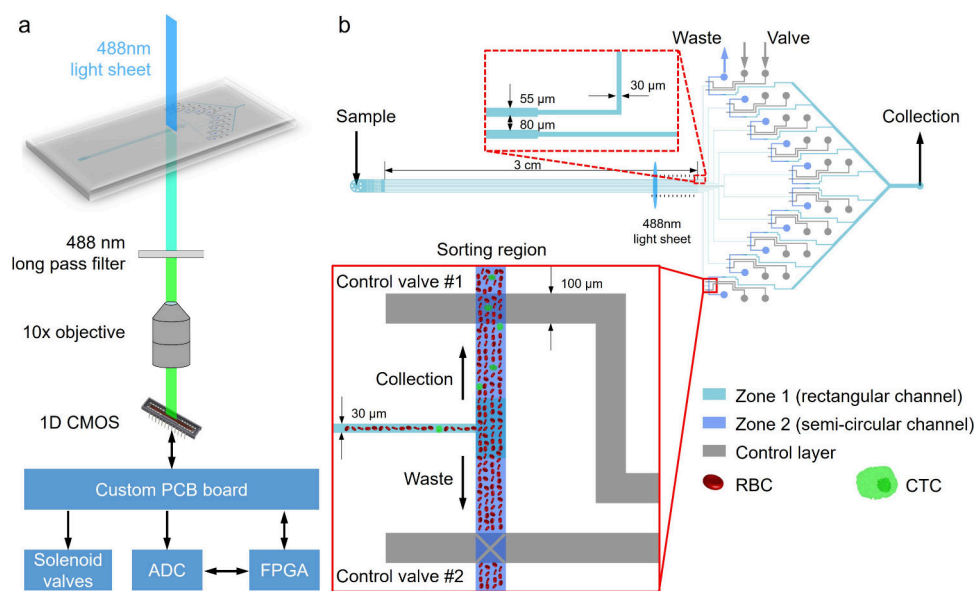 a
488nm
light sheet
488 nm
long pass filter
10x objective
1D CMOS
Custom PCB board
Solenoid
valves
ADC
FPGA
b
Waste
Valve
30 µm
55 µm
80 µm
Sample
Collection
3 cm
488nm
light sheet
Sorting region
Control valve #1
100 µm
Collection
30 µm
Waste
Control valve #2
Zone 1 (rectangular channel)
Zone 2 (semi-circular channel)
Control layer
RBC
CTC